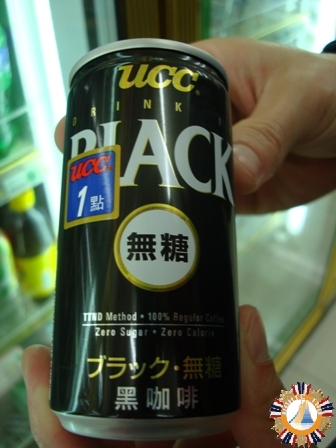 ucc
DRINK
BLACK
ucc
1點
無糖
TTND Method • 100% Regular Coffee
Zero Sugar • Zero Calorie
ブラック・無糖
黑咖啡